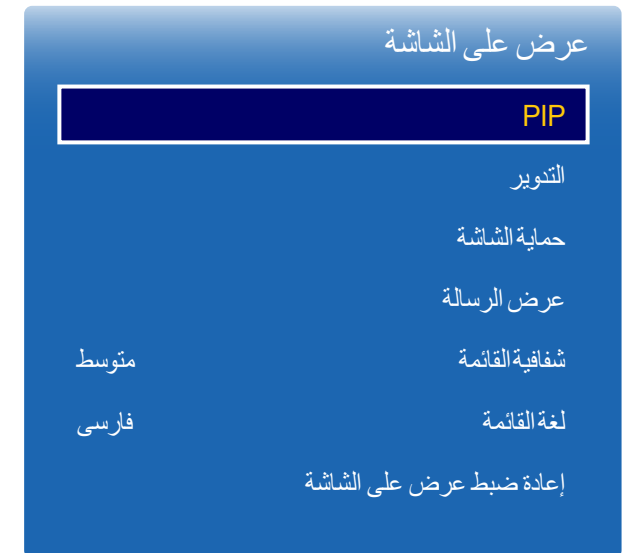 عرض على الشاشة
PIP
التدوير
حماية الشاشة
عرض الرسالة
شفافية القائمة متوسط
لغة القائمة فارسى
إعادة ضبط عرض على الشاشة